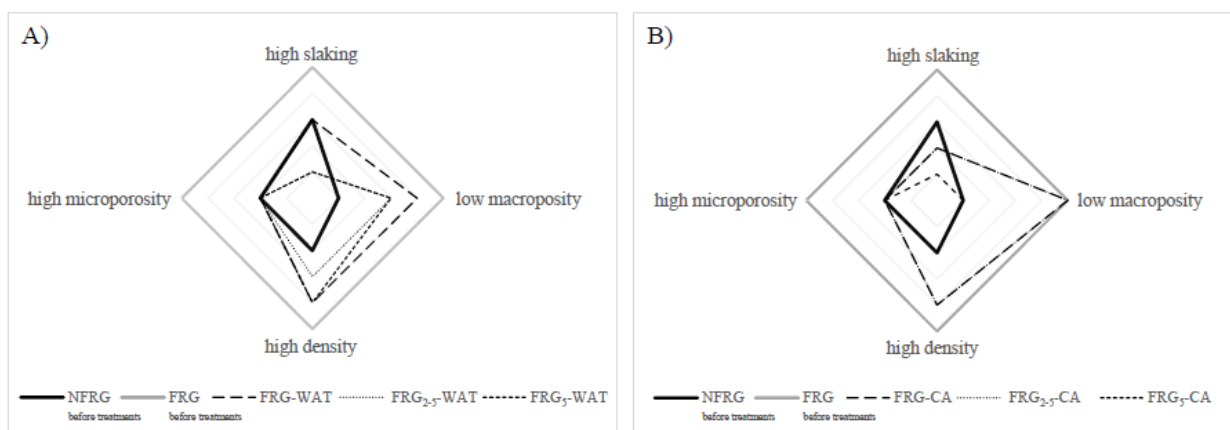 A)
high slaking
high microporosity
low macroposity
high density
NFRG FRG FRG-WAT FRG2-5-WAT FRG5-WAT
before treatments before treatments
B)
high slaking
high microporosity
low macroposity
high density
NFRG FRG FRG-CA FRG2-5-CA FRG5-CA
before treatments before treatments